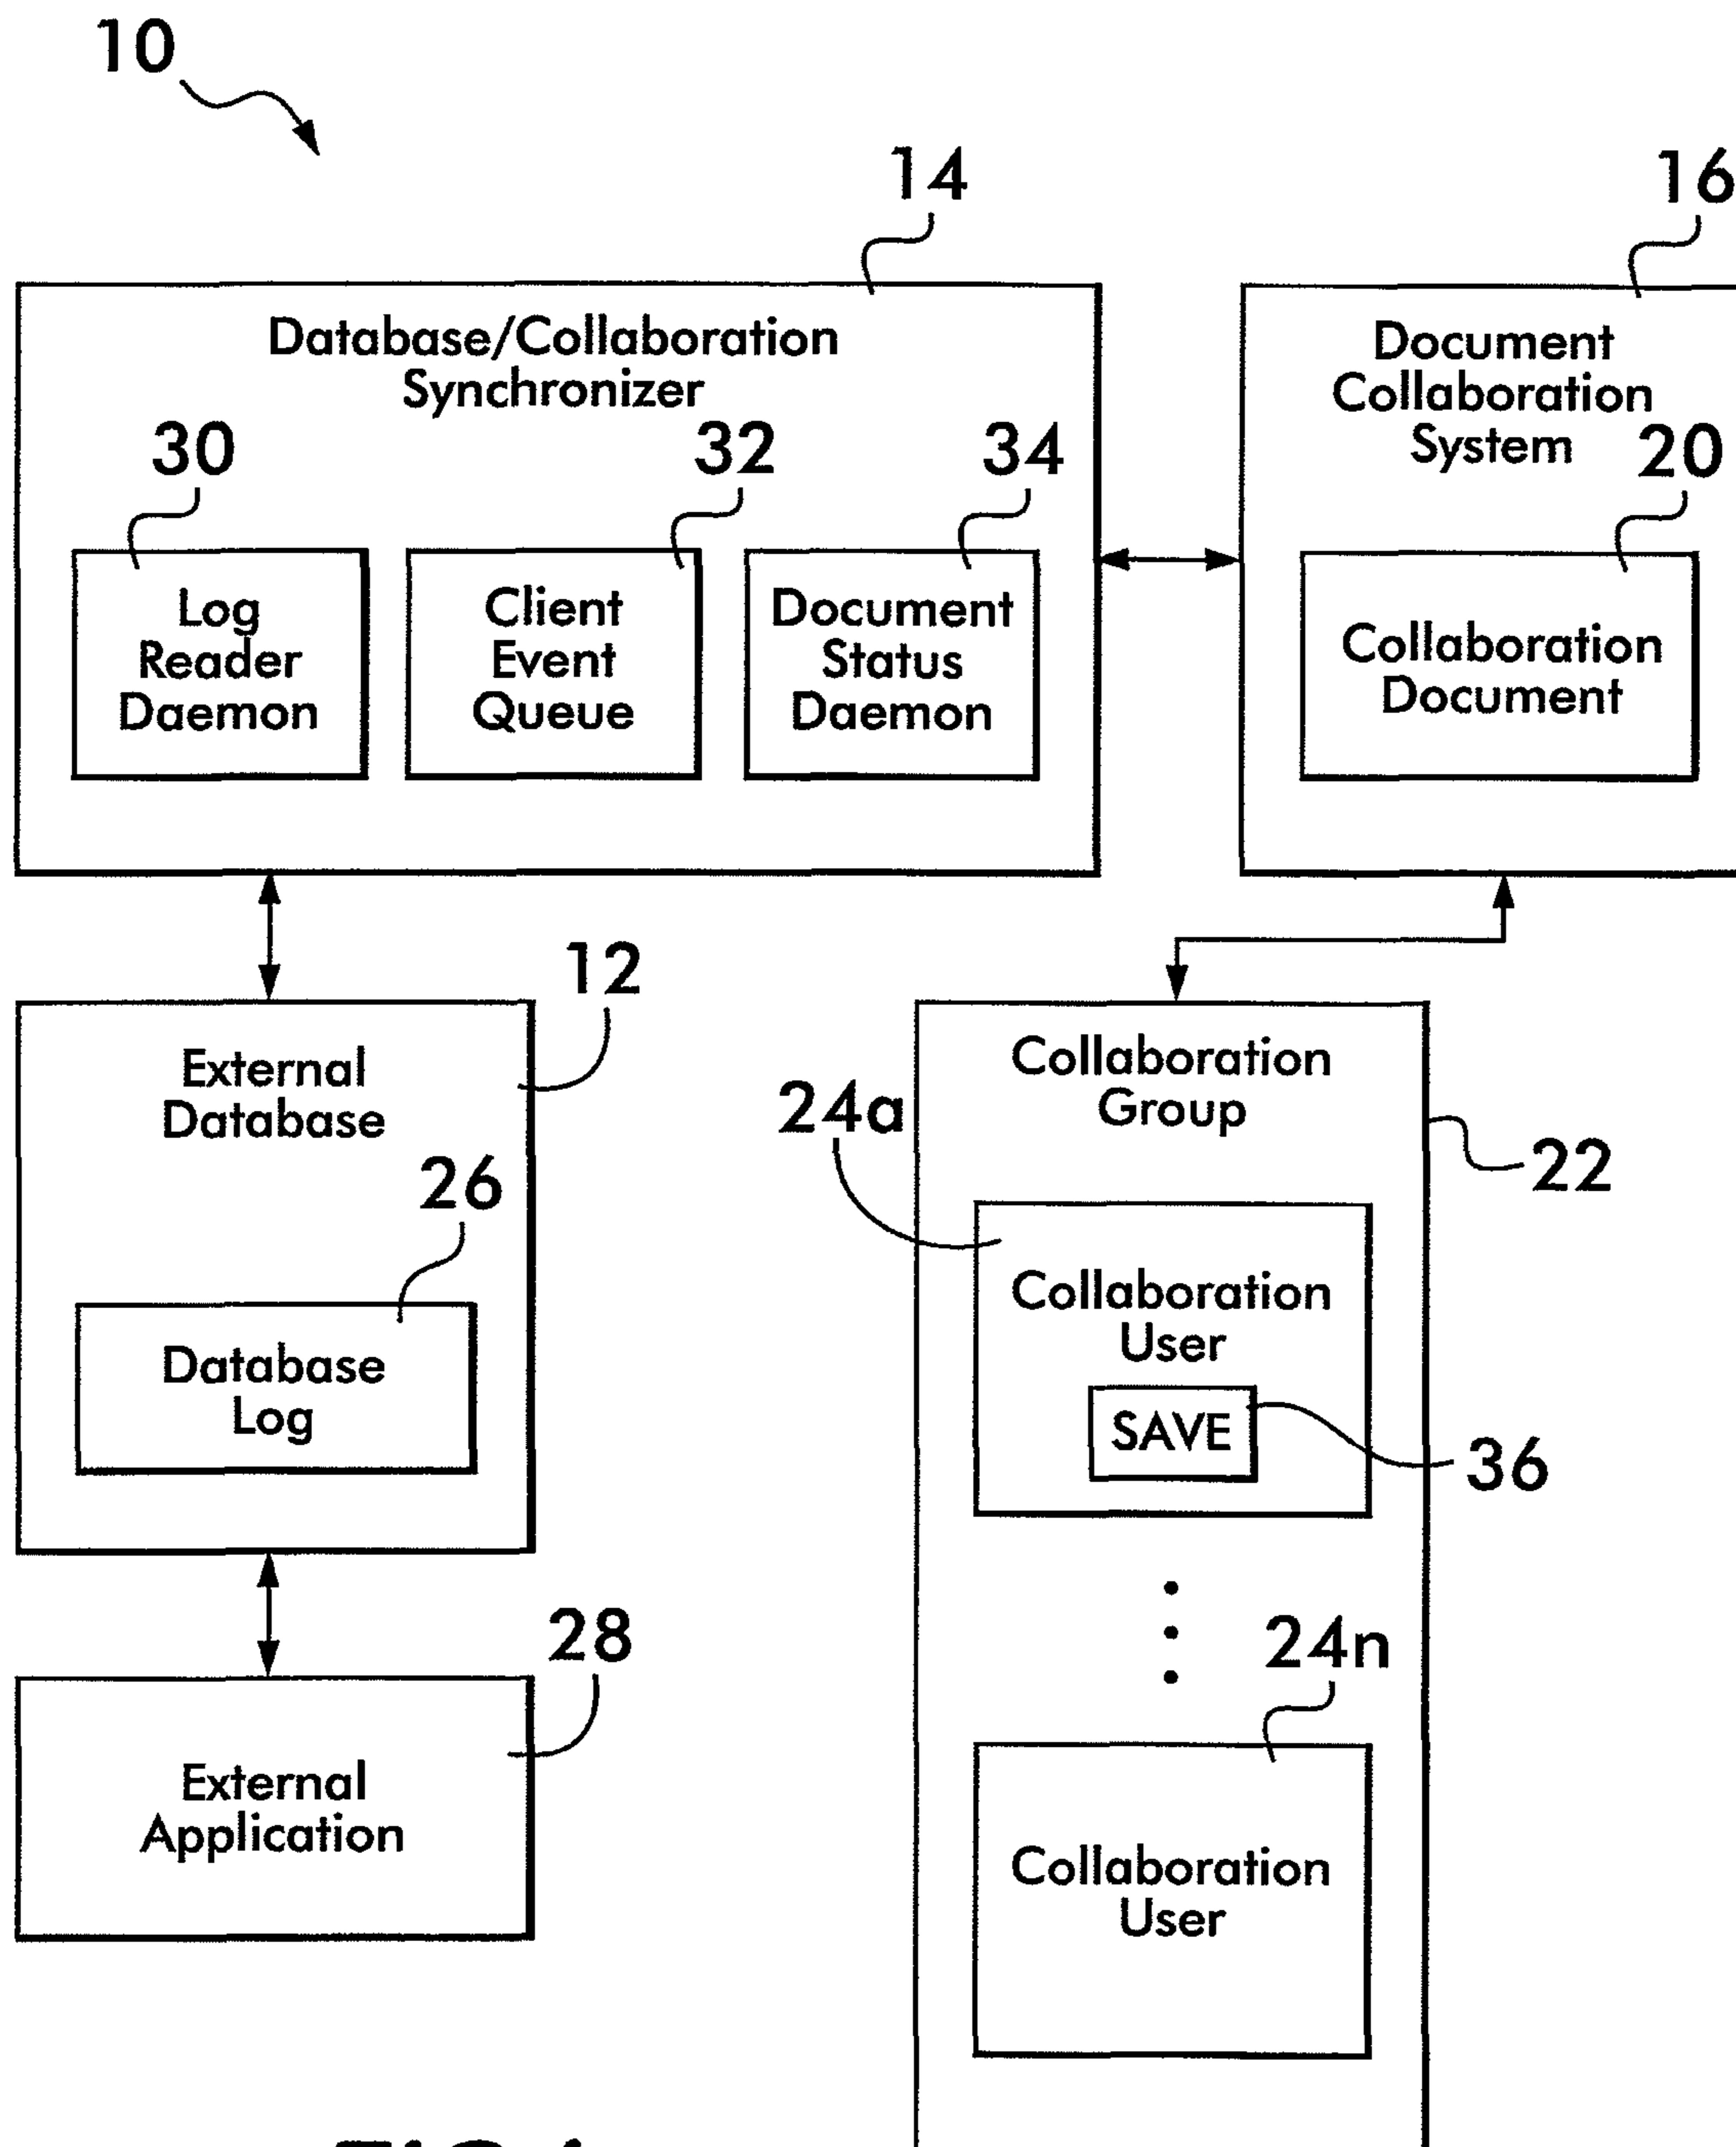 10
14
16
Database/Collaboration
Synchronizer
Document
Collaboration
System
30
32
34
20
Log
Reader
Daemon
Client
Event
Queue
Document
Status
Daemon
Collaboration
Document
12
External
Database
26
Database
Log
28
External
Application
Collaboration
Group
22
24a
Collaboration
User
SAVE
36
24n
Collaboration
User